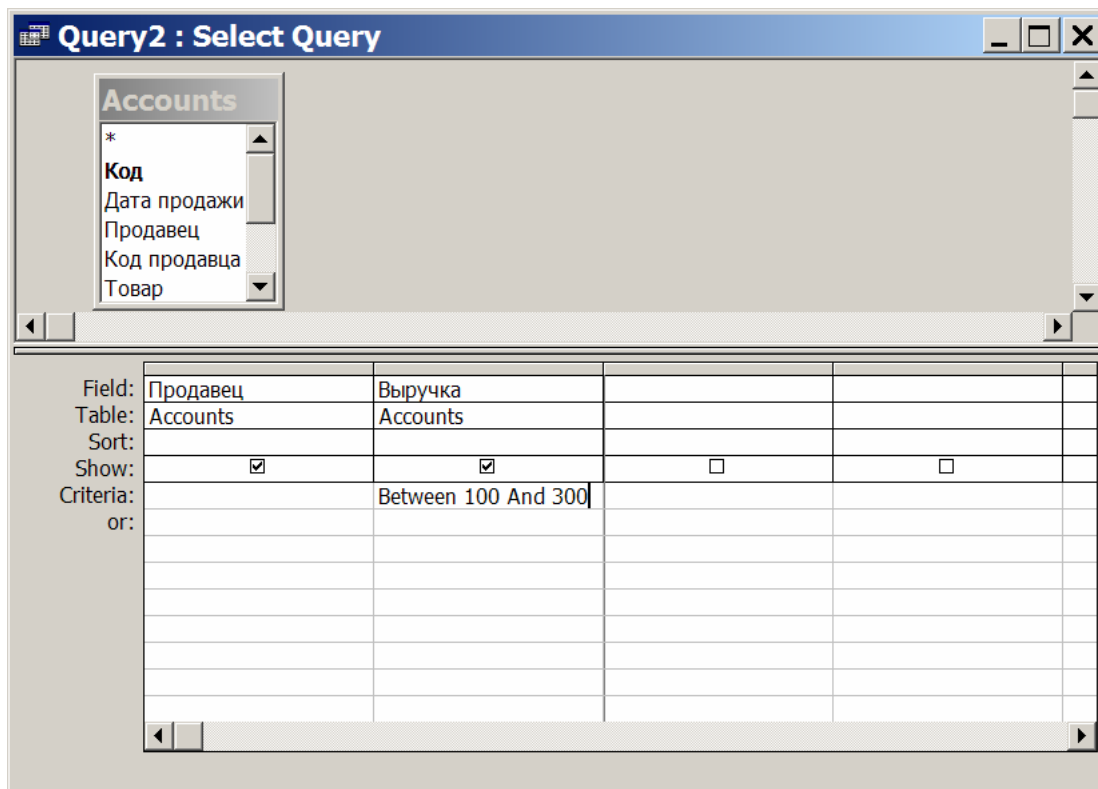 Query2 : Select Query
Accounts
*
Код
Дата продажи
Продавец
Код продавца
Товар
Field: Продавец Выручка
Table: Accounts Accounts
Sort:
Show:
Criteria: Between 100 And 300
or: